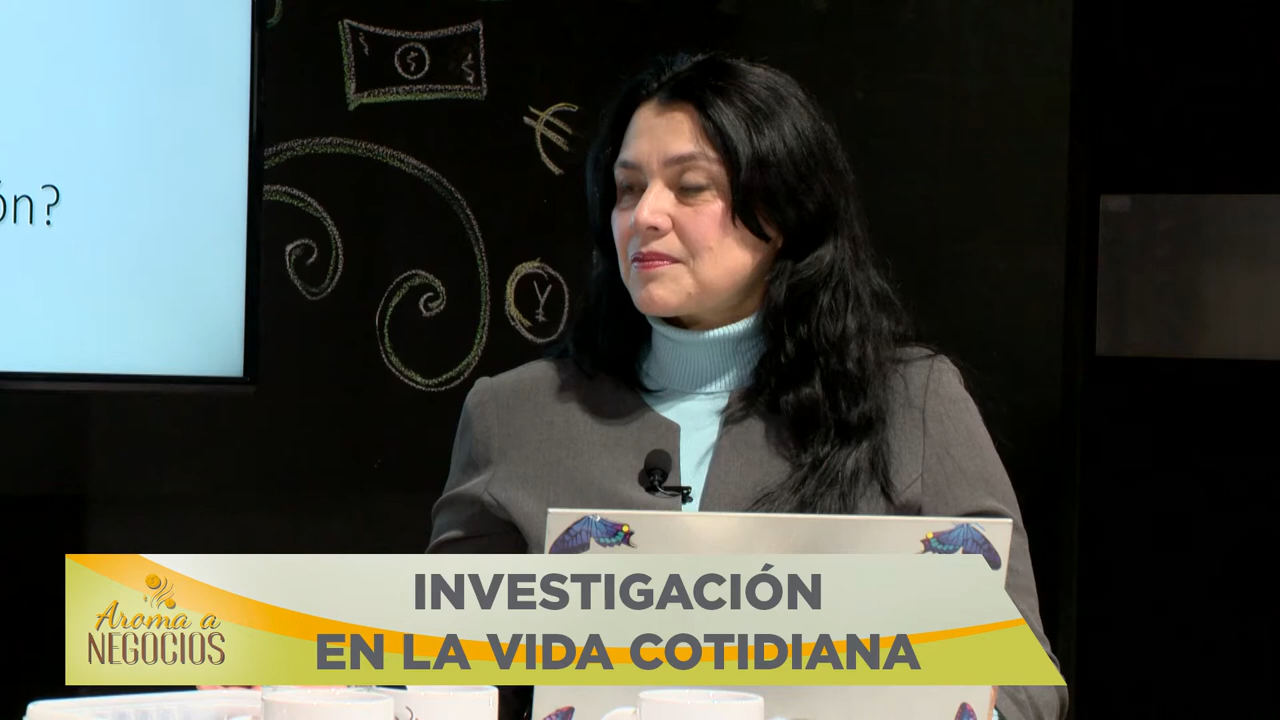 ón?
$
€
Y
Aroma a
NEGOCIOS
INVESTIGACIÓN
EN LA VIDA COTIDIANA